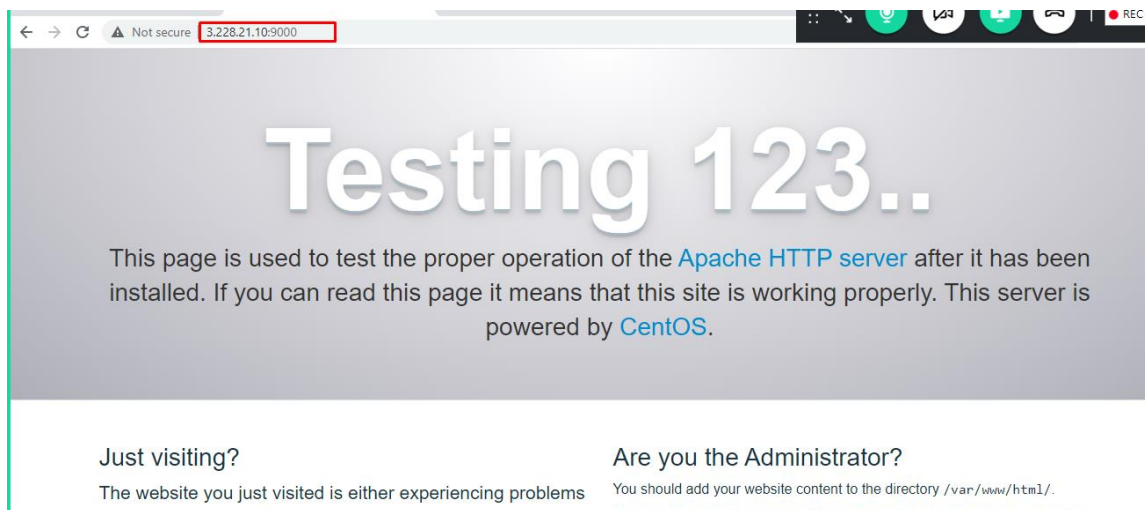 Not secure 3.228.21.10:9000
REC
Testing 123..
This page is used to test the proper operation of the Apache HTTP server after it has been
installed. If you can read this page it means that this site is working properly. This server is
powered by CentOS.
Just visiting?
The website you just visited is either experiencing problems
Are you the Administrator?
You should add your website content to the directory /var/www/html/.